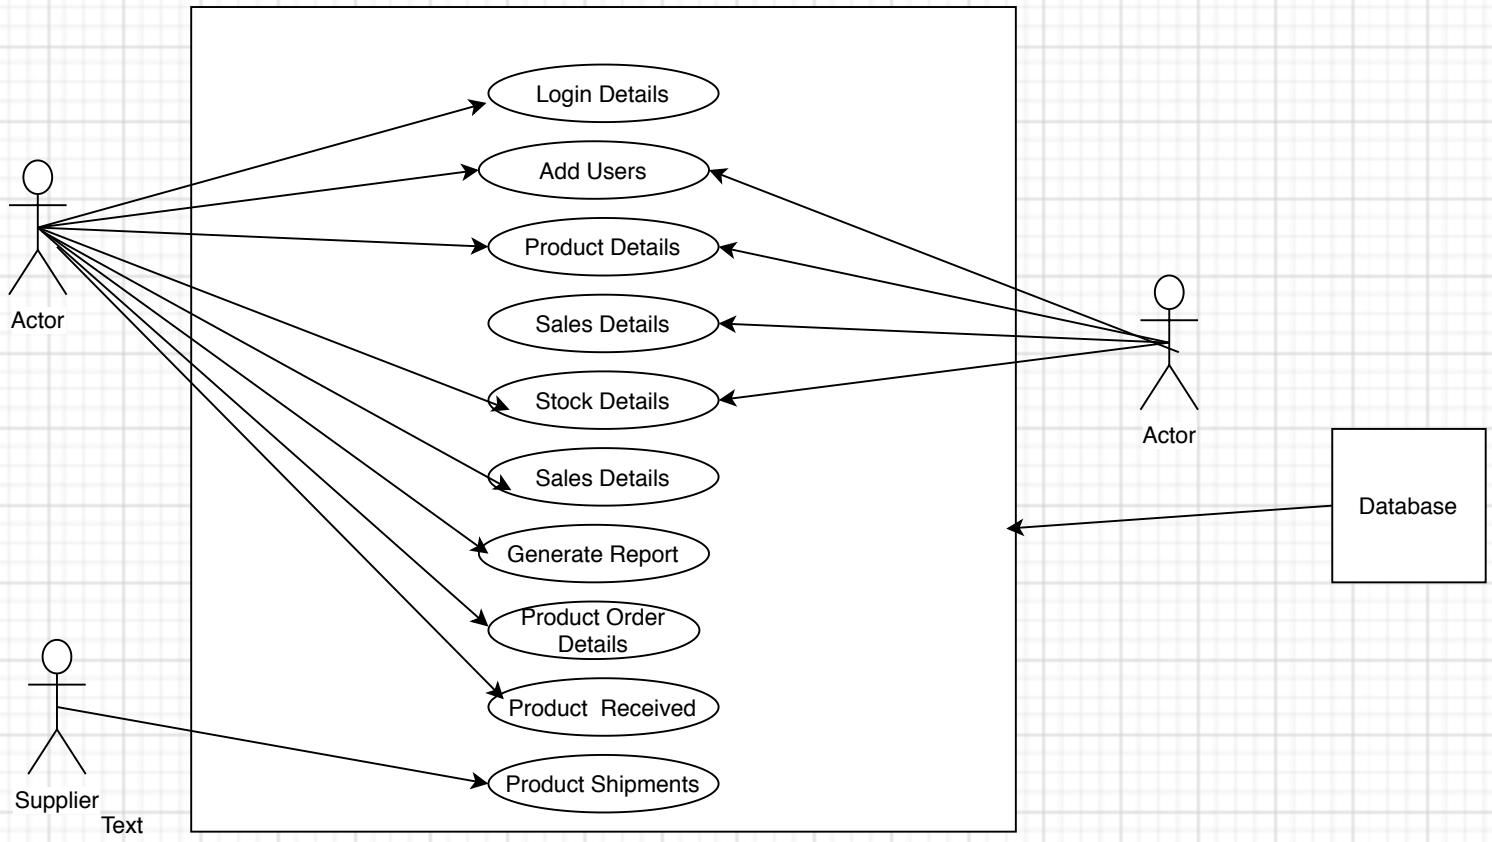 Login Details
Add Users
Product Details
Actor
Sales Details
Stock Details
Actor
Sales Details
Database
Generate Report
Product Order
Details
Product  Received
Product Shipments
Supplier
Text